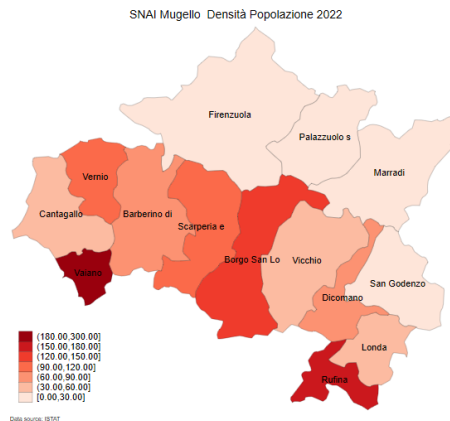 SNAI Mugello Densità Popolazione 2022
Firenzuola
Palazzuolo s
Marradi
Vernio
Cantagallo
Barberino di
Scarperia e
Vaiano
Borgo San Lo
Vicchio
San Godenzo
Dicomano
Londa
Rufina
(180.00,300.00]
(150.00,180.00]
(120.00,150.00]
(90.00,120.00]
(60.00,90.00]
(30.00,60.00]
[0.00,30.00]
Data source: ISTAT